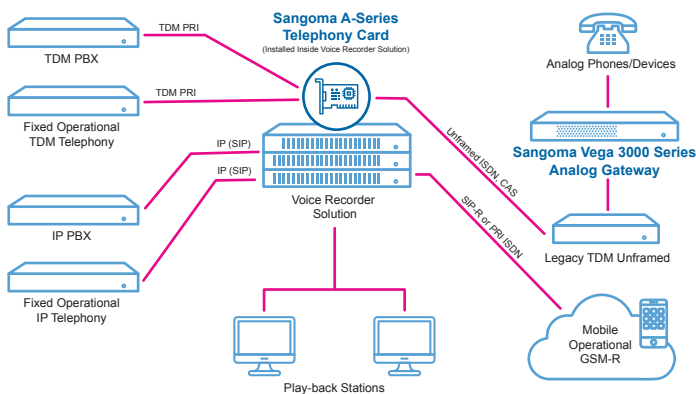 Sangoma A-Series
Telephony Card
(Installed Inside Voice Recorder Solution)
TDM PRI
TDM PBX
TDM PRI
Fixed Operational
TDM Telephony
IP (SIP)
IP PBX
IP (SIP)
Fixed Operational
IP Telephony
Voice Recorder
Solution
Play-back Stations
Unframed ISDN, CAS
SIP-R or PRI ISDN
Analog Phones/Devices
Sangoma Vega 3000 Series
Analog Gateway
Legacy TDM Unframed
Mobile
Operational
GSM-R